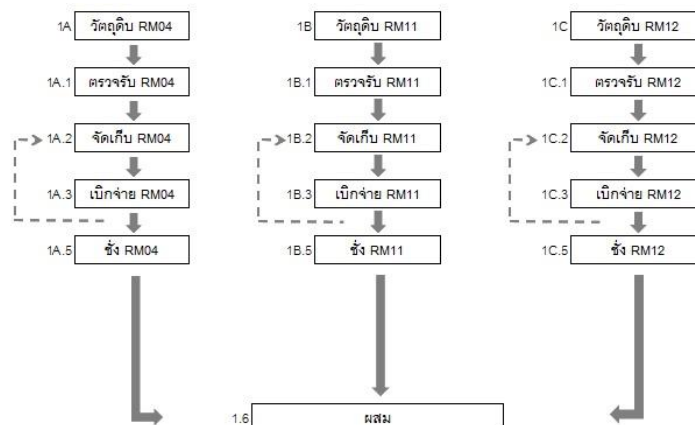 1A วัตถุดิบ RM04
1B วัตถุดิบ RM11
1C วัตถุดิบ RM12
1A.1 ตรวจรับ RM04
1B.1 ตรวจรับ RM11
1C.1 ตรวจรับ RM12
1A.2 จัดเก็บ RM04
1B.2 จัดเก็บ RM11
1C.2 จัดเก็บ RM12
1A.3 เบิกจ่าย RM04
1B.3 เบิกจ่าย RM11
1C.3 เบิกจ่าย RM12
1A.5 ชั่ง RM04
1B.5 ชั่ง RM11
1C.5 ชั่ง RM12
1.6 ผสม